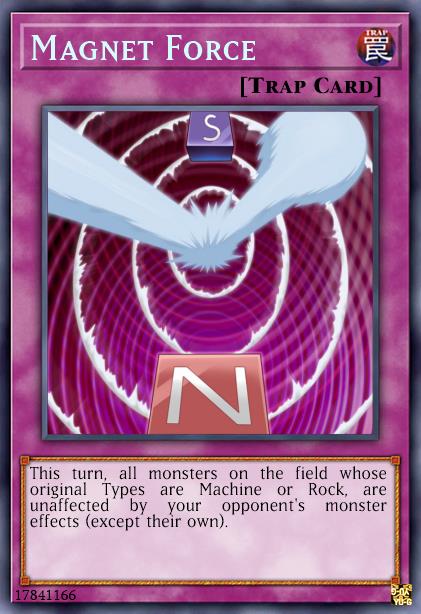 Magnet Force
TRAP
罠
[Trap Card]
S
N
This turn, all monsters on the field whose
original Types are Machine or Rock, are
unaffected by your opponent's monster
effects (except their own).
17841166